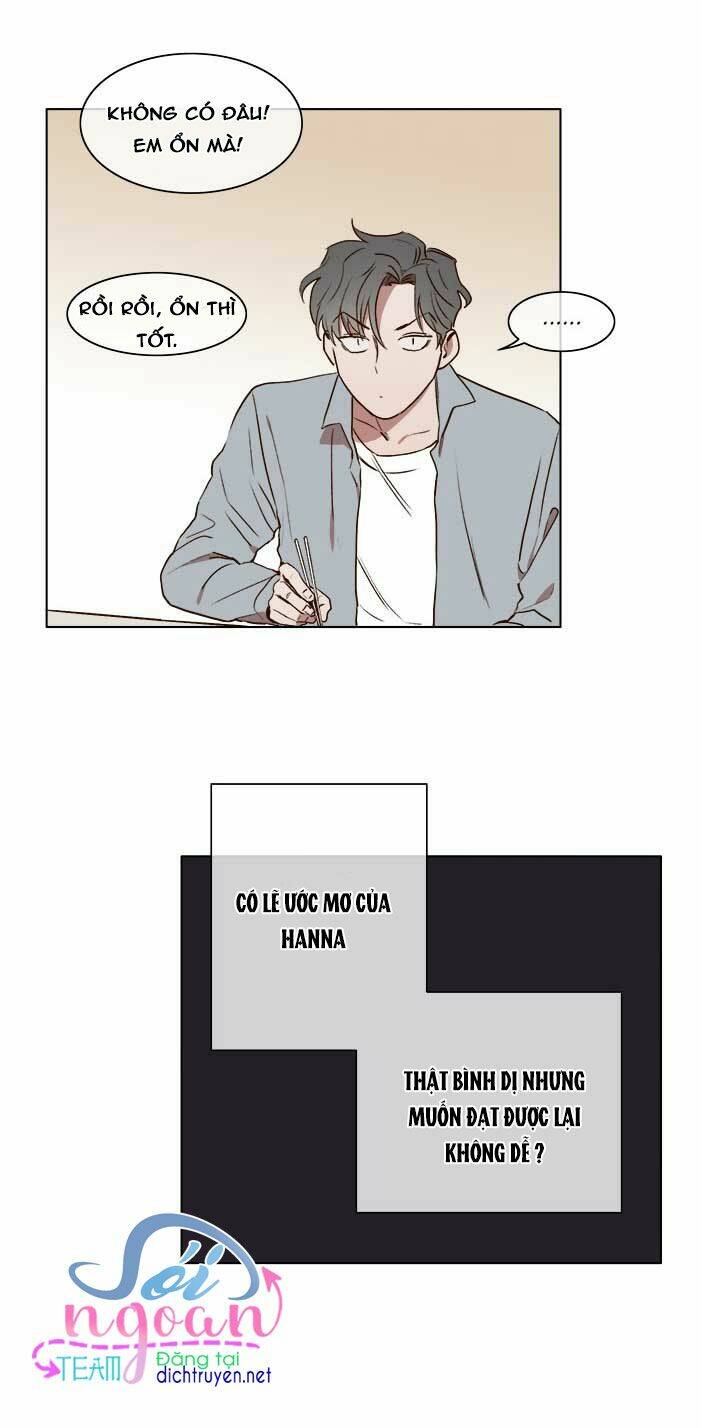 KHÔNG CÓ ĐÂU!
EM ỔN MÀ!
RỒI RỒI, ỔN THÌ
TỐT.
......
CÓ LẼ ƯỚC MƠ CỦA
HANNA
THẬT BÌNH DỊ NHƯNG
MUỐN ĐẠT ĐƯỢC LẠI
KHÔNG DỄ ?
Sói
ngoan
TEAM
Đăng tại
dichtruyen.net